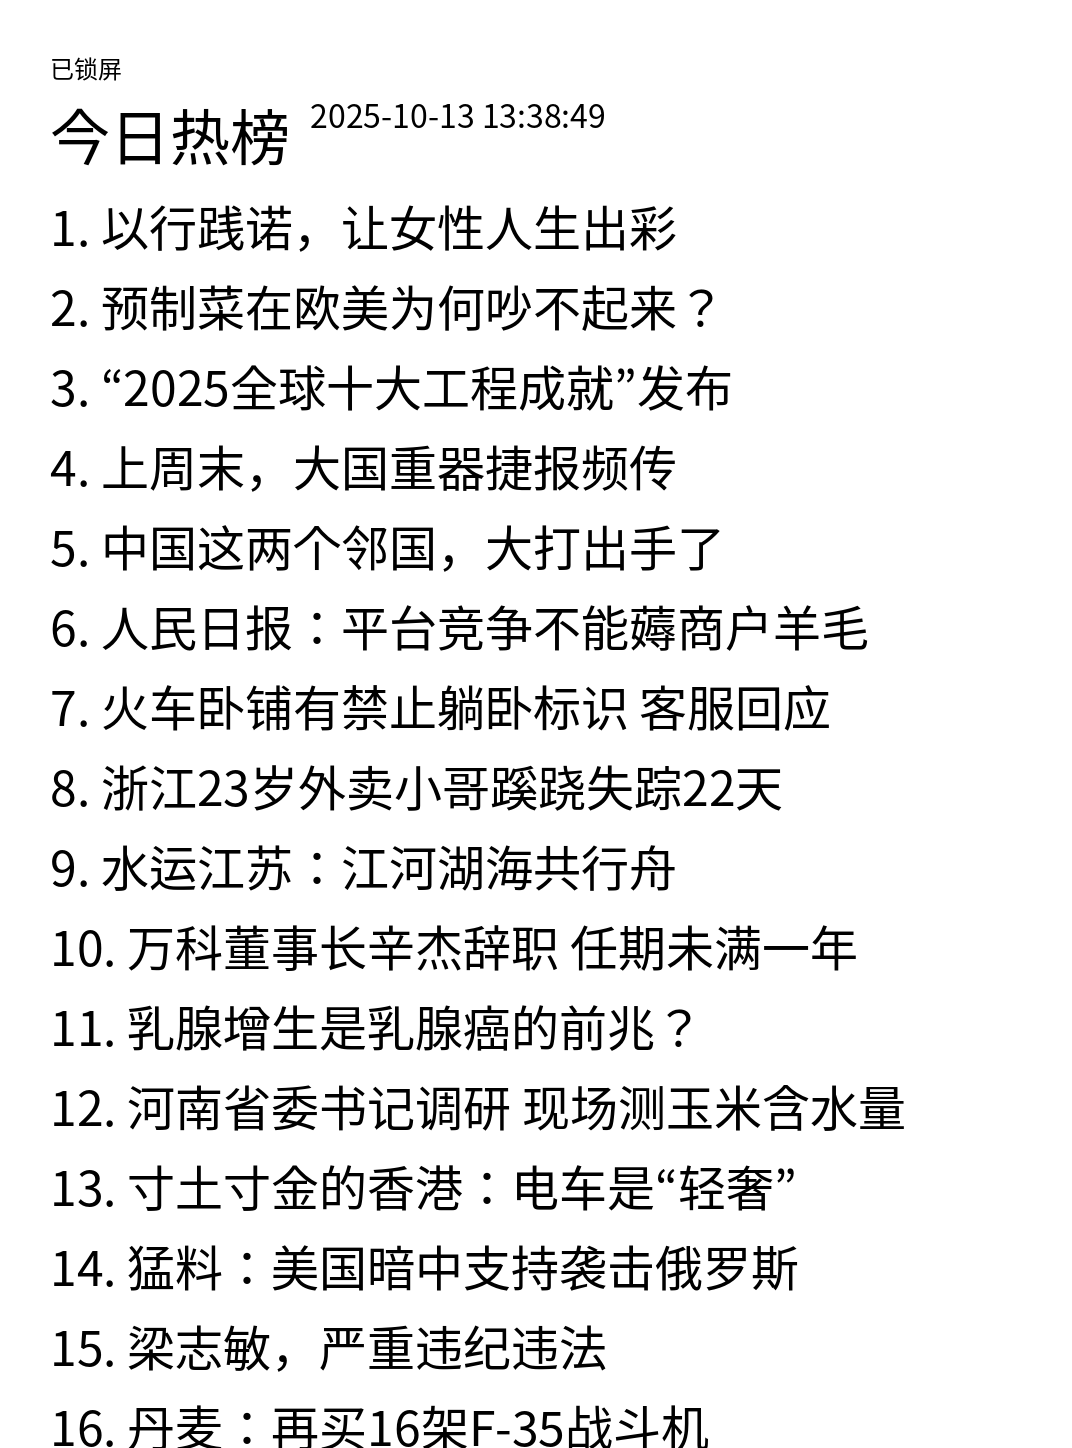 已锁屏
今日热榜 2025-10-13 13:38:49
1. 以行践诺，让女性人生出彩
2. 预制菜在欧美为何吵不起来？
3. “2025全球十大工程成就”发布
4. 上周末，大国重器捷报频传
5. 中国这两个邻国，大打出手了
6. 人民日报：平台竞争不能薅商户羊毛
7. 火车卧铺有禁止躺卧标识 客服回应
8. 浙江23岁外卖小哥蹊跷失踪22天
9. 水运江苏：江河湖海共行舟
10. 万科董事长辛杰辞职 任期未满一年
11. 乳腺增生是乳腺癌的前兆？
12. 河南省委书记调研 现场测玉米含水量
13. 寸土寸金的香港：电车是“轻奢”
14. 猛料：美国暗中支持袭击俄罗斯
15. 梁志敏，严重违纪违法
16. 丹麦：再买16架F-35战斗机